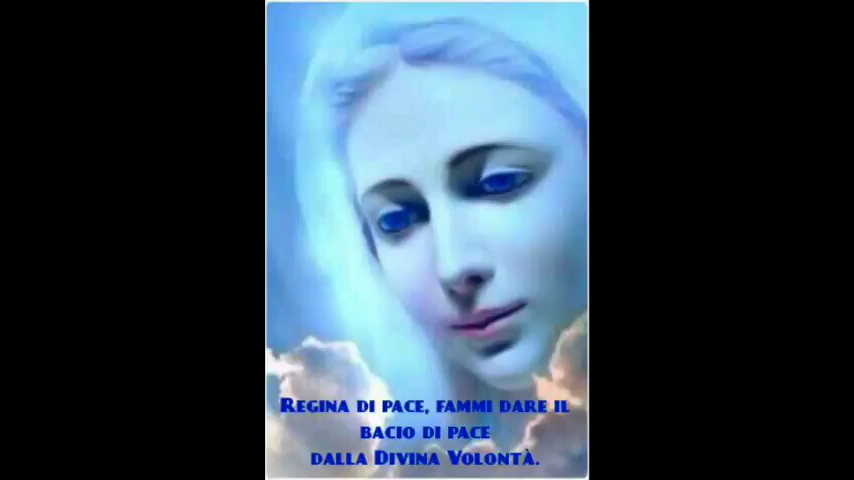 Regina di pace, fammi dare il
bacio di pace
dalla Divina Volontà.